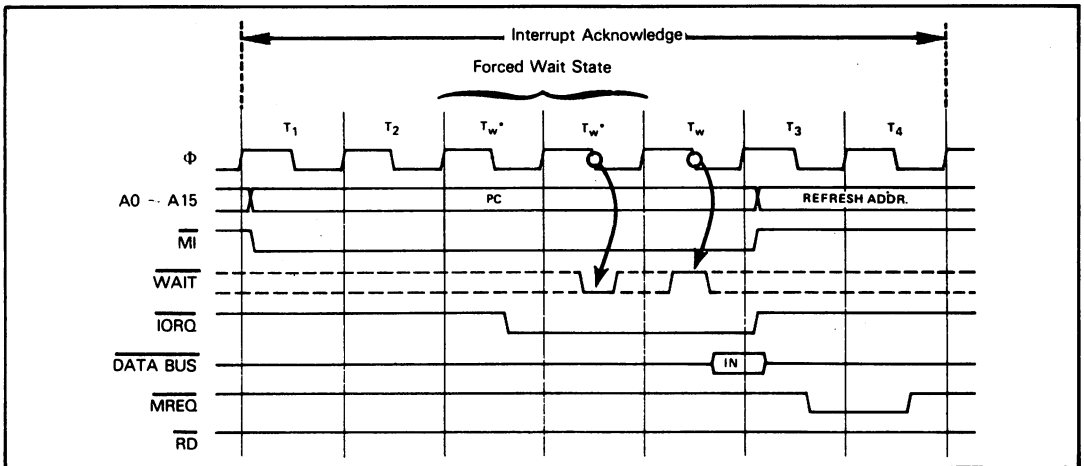 Interrupt Acknowledge
Forced Wait State
T1 T2 Tw* Tw* Tw T3 T4
Φ
A0 ~ A15 PC REFRESH ADDR.
MI
WAIT
IORQ
DATA BUS IN
MREQ
RD